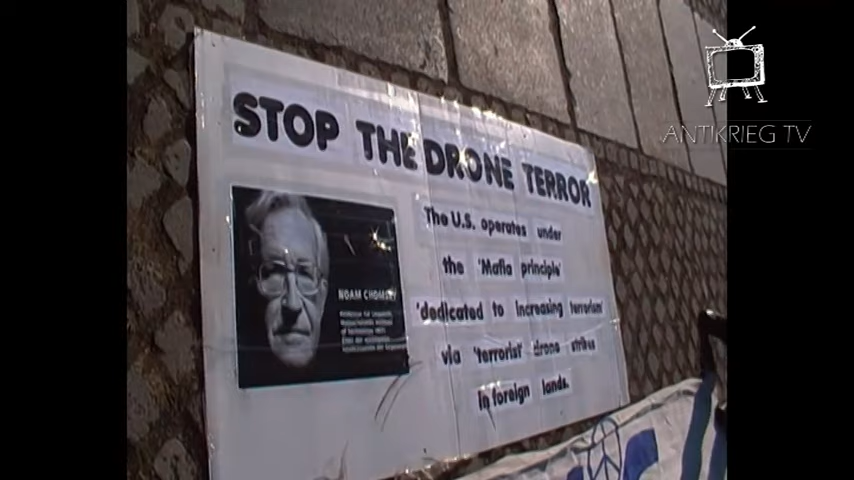 ANTIKRIEG TV
STOP THE DRONE TERROR
The U.S. operates under
the 'Mafia principle'
'dedicated to increasing terrorism'
via 'terrorist' drone strikes
in foreign lands.
NOAM CHOMSKY